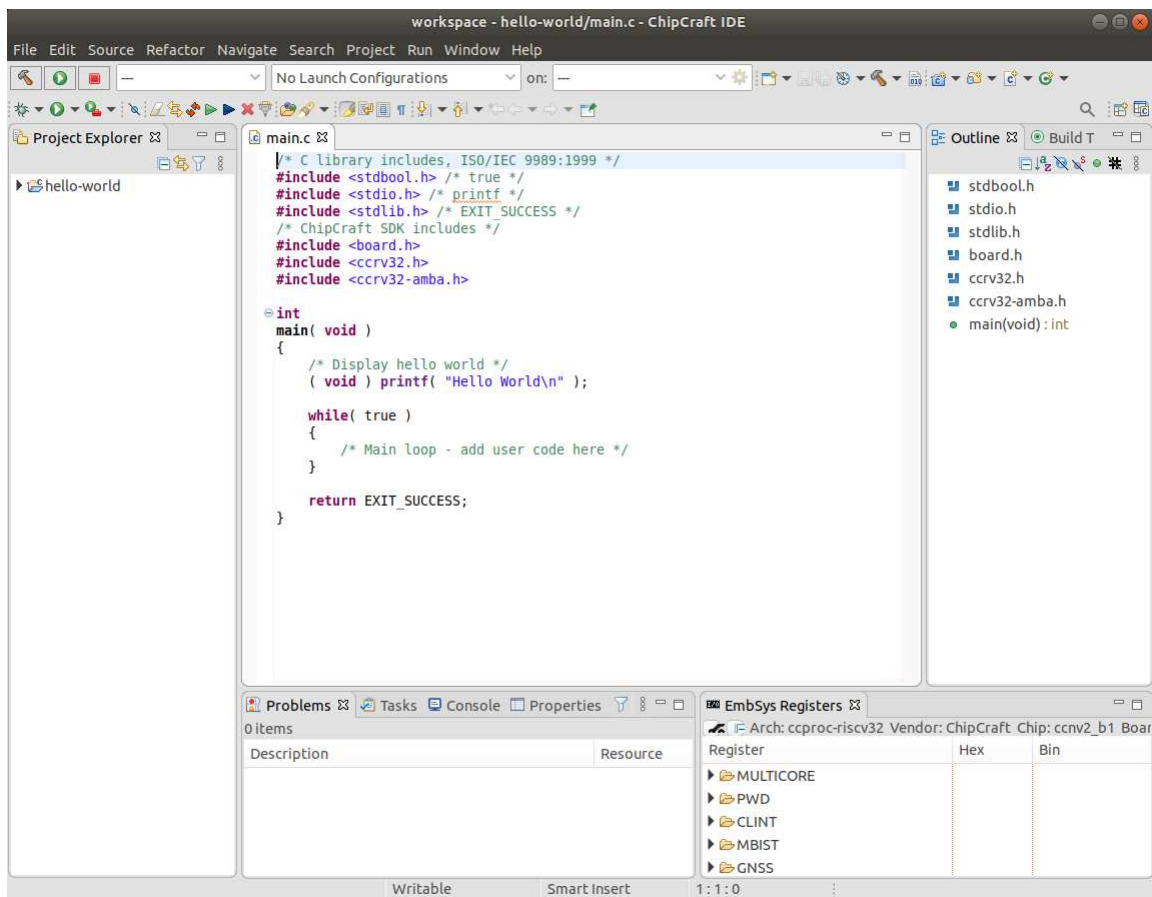 workspace - hello-world/main.c - ChipCraft IDE
File Edit Source Refactor Navigate Search Project Run Window Help
--- No Launch Configurations on: ---
Project Explorer
hello-world
main.c
/* C library includes, ISO/IEC 9989:1999 */
#include <stdbool.h> /* true */
#include <stdio.h> /* printf */
#include <stdlib.h> /* EXIT_SUCCESS */
/* ChipCraft SDK includes */
#include <board.h>
#include <ccrv32.h>
#include <ccrv32-amba.h>
int
main( void )
{
/* Display hello world */
( void ) printf( "Hello World\n" );
while( true )
{
/* Main loop - add user code here */
}
return EXIT_SUCCESS;
}
Outline Build T
stdbool.h
stdio.h
stdlib.h
board.h
ccrv32.h
ccrv32-amba.h
main(void) : int
Problems Tasks Console Properties
0 items
Description Resource
EmbSys Registers
Arch: ccproc-riscv32 Vendor: ChipCraft Chip: ccnv2_b1 Boar
Register Hex Bin
MULTICORE
PWD
CLINT
MBIST
GNSS
Writable Smart Insert 1 : 1 : 0